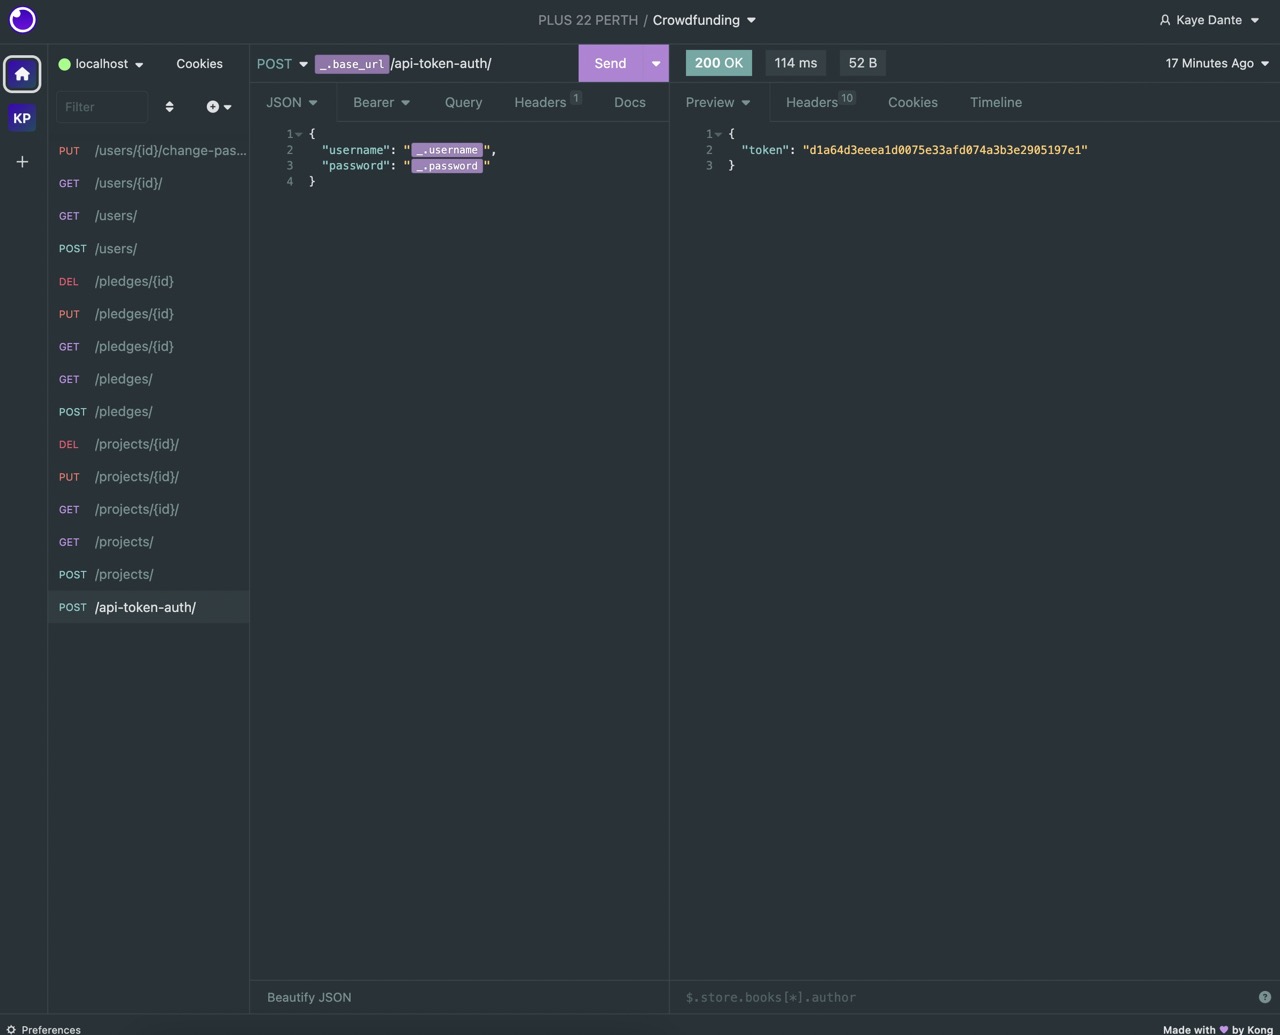 PLUS 22 PERTH / Crowdfunding
Kaye Dante
localhost
Cookies
POST _.base_url /api-token-auth/
Send
200 OK
114 ms
52 B
17 Minutes Ago
KP
Filter
JSON
Bearer
Query
Headers 1
Docs
Preview
Headers 10
Cookies
Timeline
PUT /users/{id}/change-pas...
GET /users/{id}/
GET /users/
POST /users/
DEL /pledges/{id}
PUT /pledges/{id}
GET /pledges/{id}
GET /pledges/
POST /pledges/
DEL /projects/{id}/
PUT /projects/{id}/
GET /projects/{id}/
GET /projects/
POST /projects/
POST /api-token-auth/
1 {
2 "username": " _.username ",
3 "password": " _.password "
4 }
1 {
2 "token": "d1a64d3eeea1d0075e33afd074a3b3e2905197e1"
3 }
Beautify JSON
$.store.books[*].author
?
Preferences
Made with ♥ by Kong